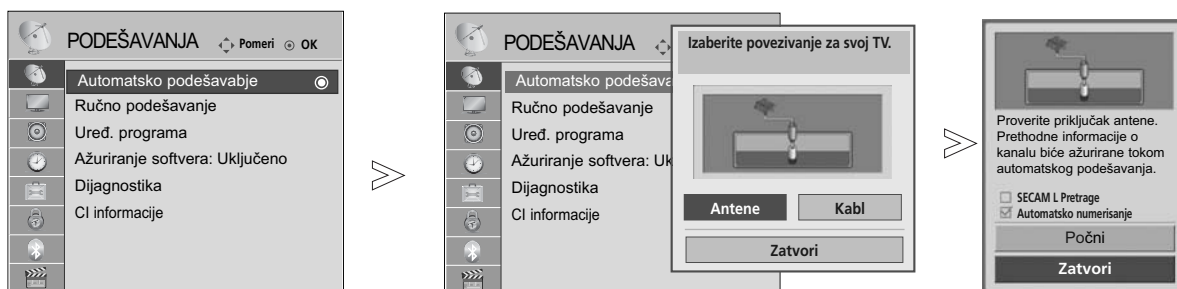 PODEŠAVANJA Pomeri OK
Automatsko podešavabje
Ručno podešavanje
Uređ. programa
Ažuriranje softvera: Uključeno
Dijagnostika
CI informacije
PODEŠAVANJA
Automatsko podešava
Ručno podešavanje
Uređ. programa
Ažuriranje softvera: Uk
Dijagnostika
CI informacije
Izaberite povezivanje za svoj TV.
Antene Kabl
Zatvori
Proverite priključak antene.
Prethodne informacije o
kanalu biće ažurirane tokom
automatskog podešavanja.
SECAM L Pretrage
Automatsko numerisanje
Počni
Zatvori